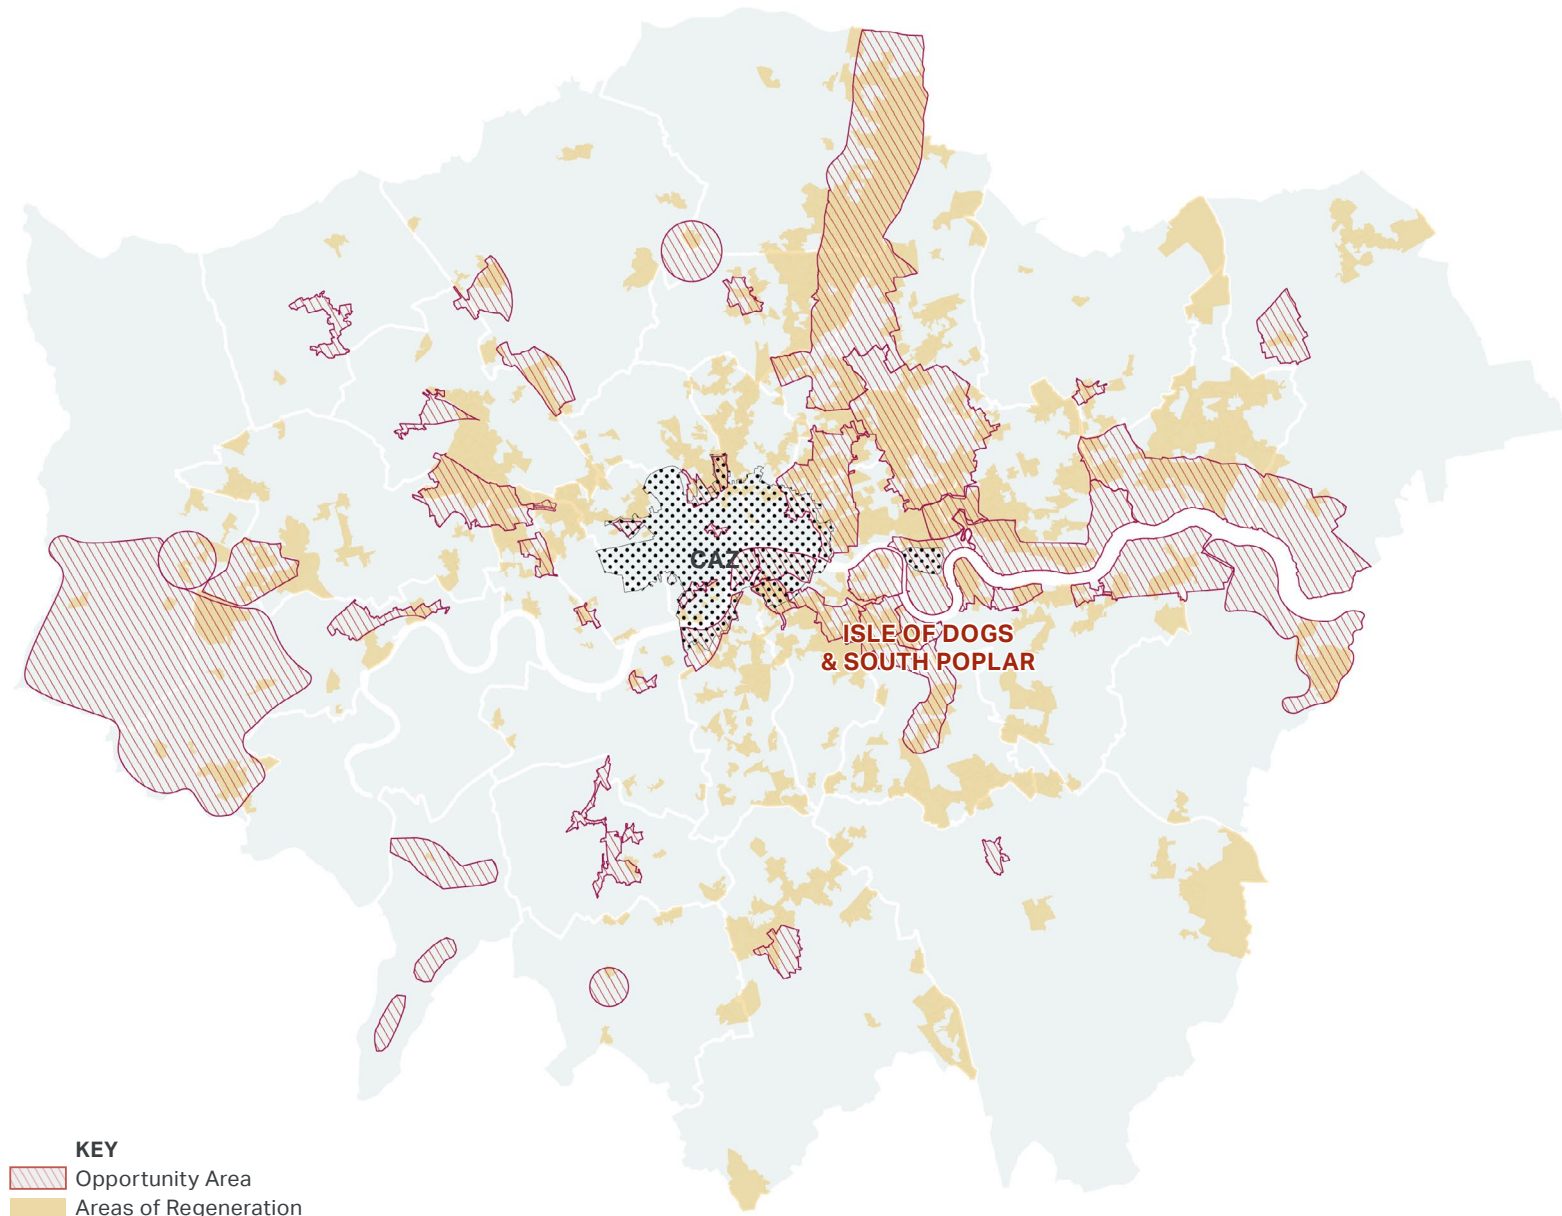 CAZ
ISLE OF DOGS
& SOUTH POPLAR
KEY
Opportunity Area
Areas of Regeneration